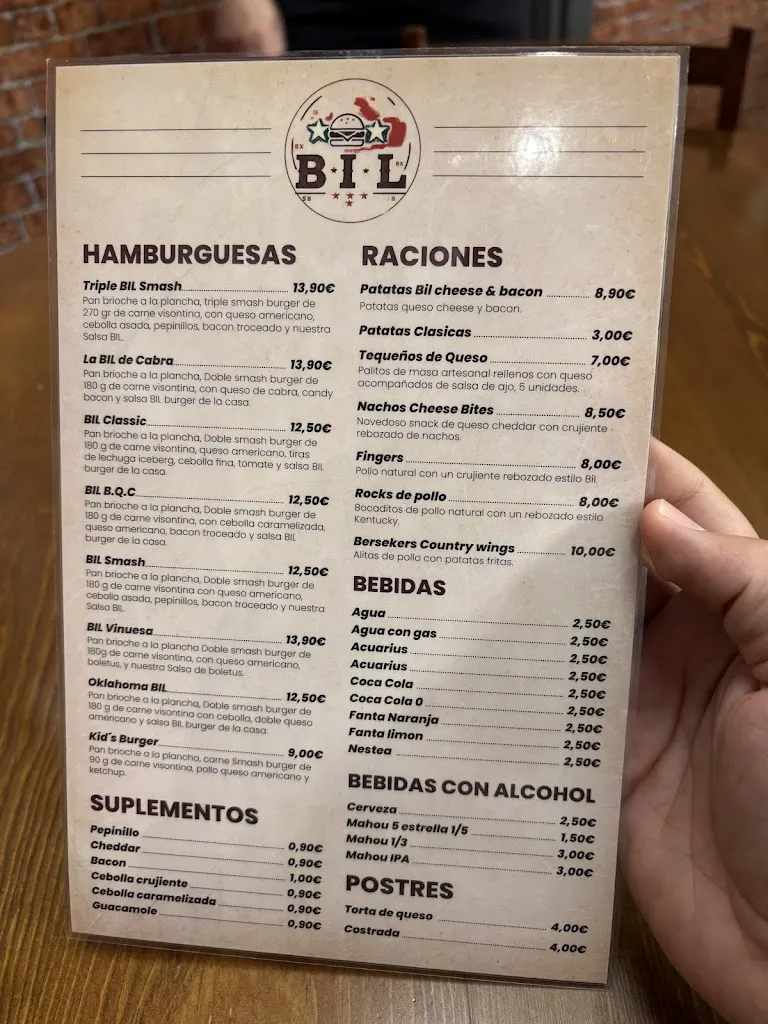 B·I·L
HAMBURGUESAS
Triple BIL Smash 13,90€
Pan brioche a la plancha, triple smash burger de
270 gr de carne visontina, con queso americano,
cebolla asada, pepinillos, bacon troceado y nuestra
Salsa BIL.
La BIL de Cabra 13,90€
Pan brioche a la plancha, Doble smash burger de
180 g de carne visontina, con queso de cabra, candy
bacon y salsa BIL burger de la casa.
BIL Classic 12,50€
Pan brioche a la plancha, Doble smash burger de
180 g de carne visontina, queso americano, tiras
de lechuga iceberg, cebolla fina, tomate y salsa BIL
burger de la casa.
BIL B.Q.C 12,50€
Pan brioche a la plancha, Doble smash burger de
180 g de carne visontina, con cebolla caramelizada,
queso americano, bacon troceado y salsa BIL
burger de la casa.
BIL Smash 12,50€
Pan brioche a la plancha, Doble smash burger de
180 g de carne visontina con queso americano,
cebolla asada, pepinillos, bacon troceado y nuestra
Salsa BIL
BIL Vinuesa 13,90€
Pan brioche a la plancha Doble smash burger de
180g de carne visontina, con queso americano,
boletus, y nuestra Salsa de boletus.
Oklahoma BIL 12,50€
Pan brioche a la plancha, Doble smash burger de
180 g de carne visontina con cebolla, doble queso
americano y salsa BIL burger de la casa.
Kid´s Burger 9,00€
Pan brioche a la plancha, carne Smash burger de
90 g de carne visontina, pollo queso americano y
ketchup.
SUPLEMENTOS
Pepinillo 0,90€
Cheddar 0,90€
Bacon 1,00€
Cebolla crujiente 0,90€
Cebolla caramelizada 0,90€
Guacamole 0,90€
RACIONES
Patatas Bil cheese & bacon 8,90€
Patatas queso cheese y bacon.
Patatas Clasicas 3,00€
Tequeños de Queso 7,00€
Palitos de masa artesanal rellenos con queso
acompañados de salsa de ajo, 5 unidades.
Nachos Cheese Bites 8,50€
Novedoso snack de queso cheddar con crujiente
rebozado de nachos.
Fingers 8,00€
Pollo natural con un crujiente rebozado estilo Bil.
Rocks de pollo 8,00€
Bocaditos de pollo natural con un rebozado estilo
Kentucky.
Bersekers Country wings 10,00€
Alitas de pollo con patatas fritas.
BEBIDAS
Agua 2,50€
Agua con gas 2,50€
Acuarius 2,50€
Acuarius 2,50€
Coca Cola 2,50€
Coca Cola 0 2,50€
Fanta Naranja 2,50€
Fanta limon 2,50€
Nestea 2,50€
BEBIDAS CON ALCOHOL
Cerveza 2,50€
Mahou 5 estrella 1/5 1,50€
Mahou 1/3 3,00€
Mahou IPA 3,00€
POSTRES
Torta de queso 4,00€
Costrada 4,00€